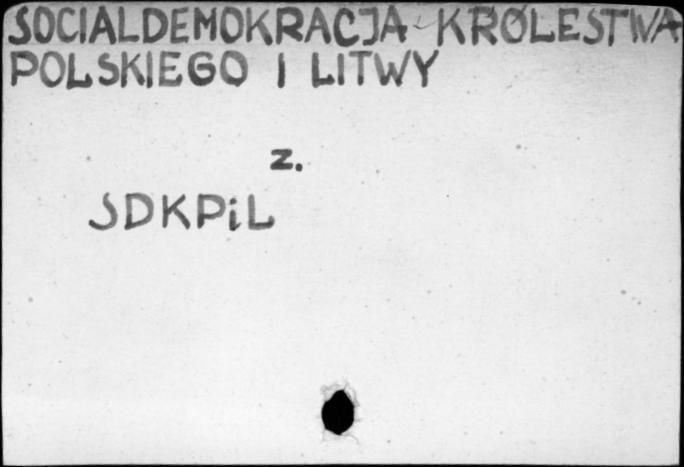 SOCIALDEMOKRACJA KRÓLESTWA
POLSKIEGO I LITWY
z.
SDKPiL